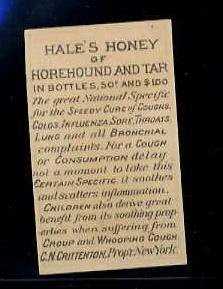 HALE'S HONEY
OF
HOREHOUND AND TAR
IN BOTTLES, 50¢ AND $1.00
The great National Specific
for the SPEEDY CURE of COUGHS,
COLDS, INFLUENZA, SORE THROATS,
LUNG and all BRONCHIAL
complaints. For a COUGH
or CONSUMPTION delay
not a moment to take this
CERTAIN SPECIFIC. it soothes
and scatters inflammation.
CHILDREN also derive great
benefit from its soothing prop-
erties when suffering from
CROUP and WHOOPING COUGH.
C.N. CRITTENTON, Propr. New York.